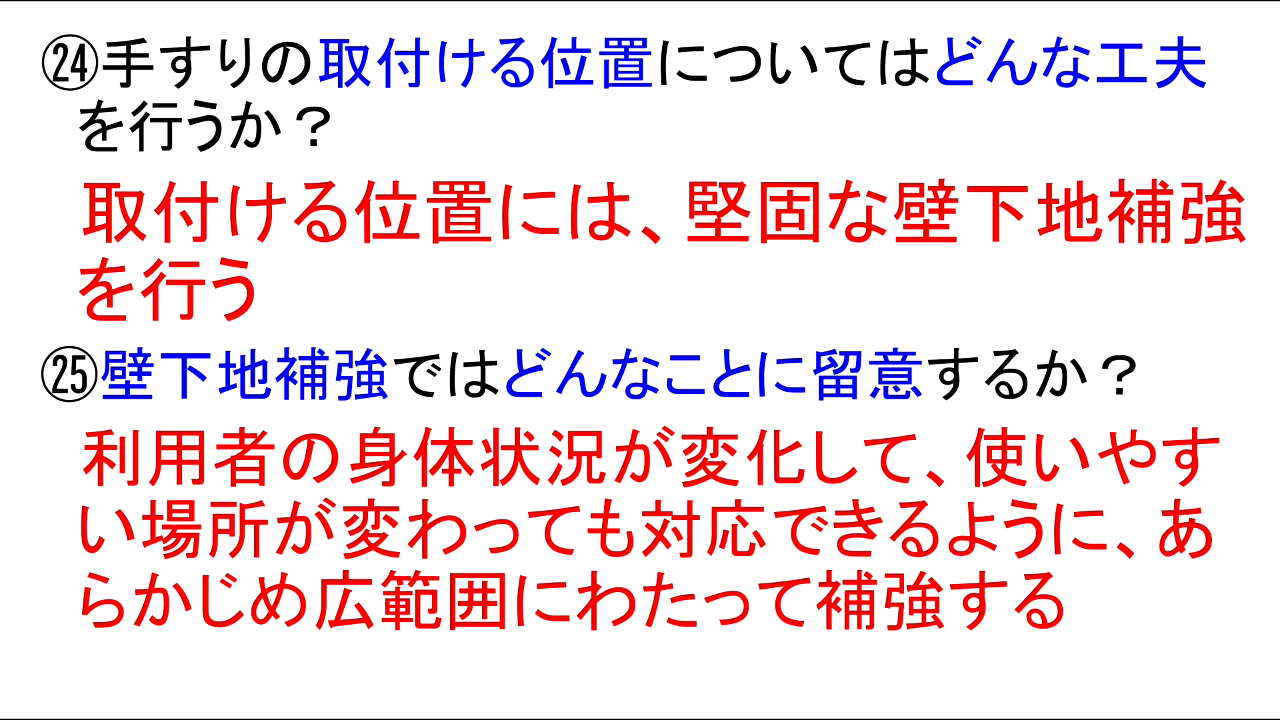 ㉔手すりの取付ける位置についてはどんな工夫
を行うか？
取付ける位置には、堅固な壁下地補強
を行う
㉕壁下地補強ではどんなことに留意するか？
利用者の身体状況が変化して、使いやす
い場所が変わっても対応できるように、あ
らかじめ広範囲にわたって補強する